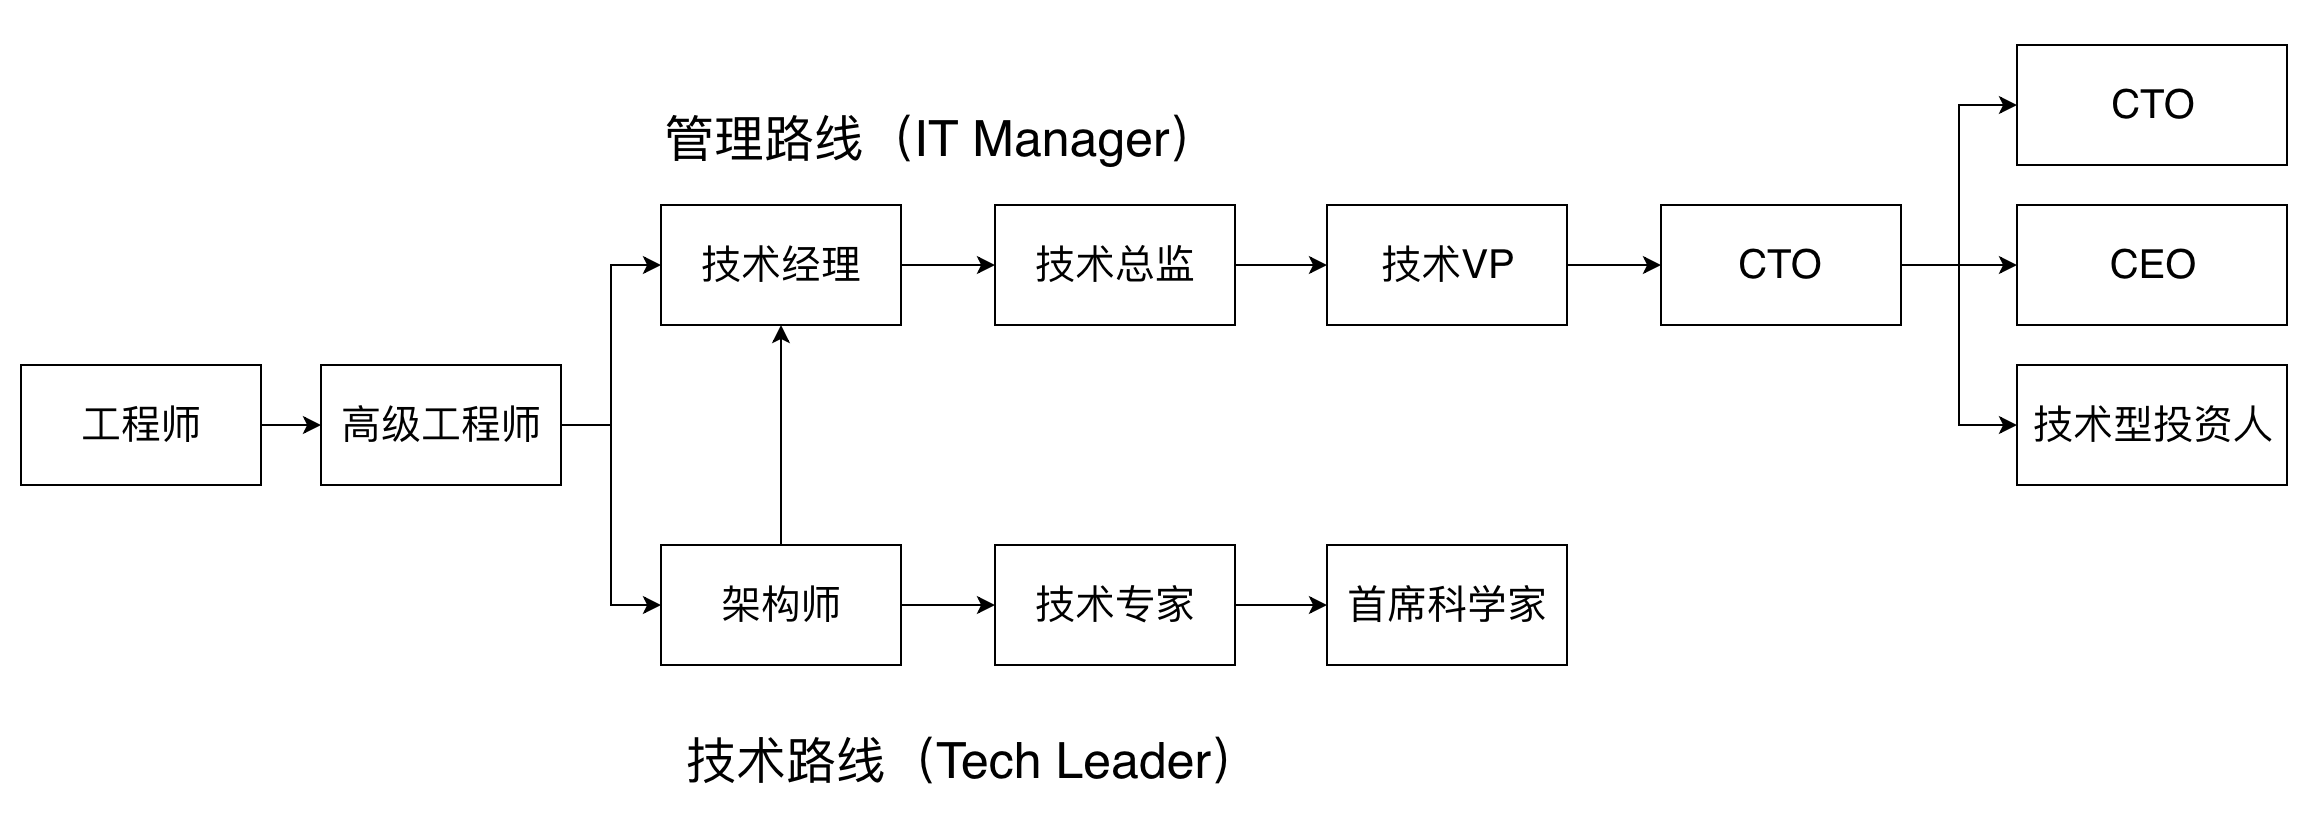 CTO
管理路线（IT Manager）
技术经理
技术总监
技术VP
CTO
CEO
工程师
高级工程师
技术型投资人
架构师
技术专家
首席科学家
技术路线（Tech Leader）